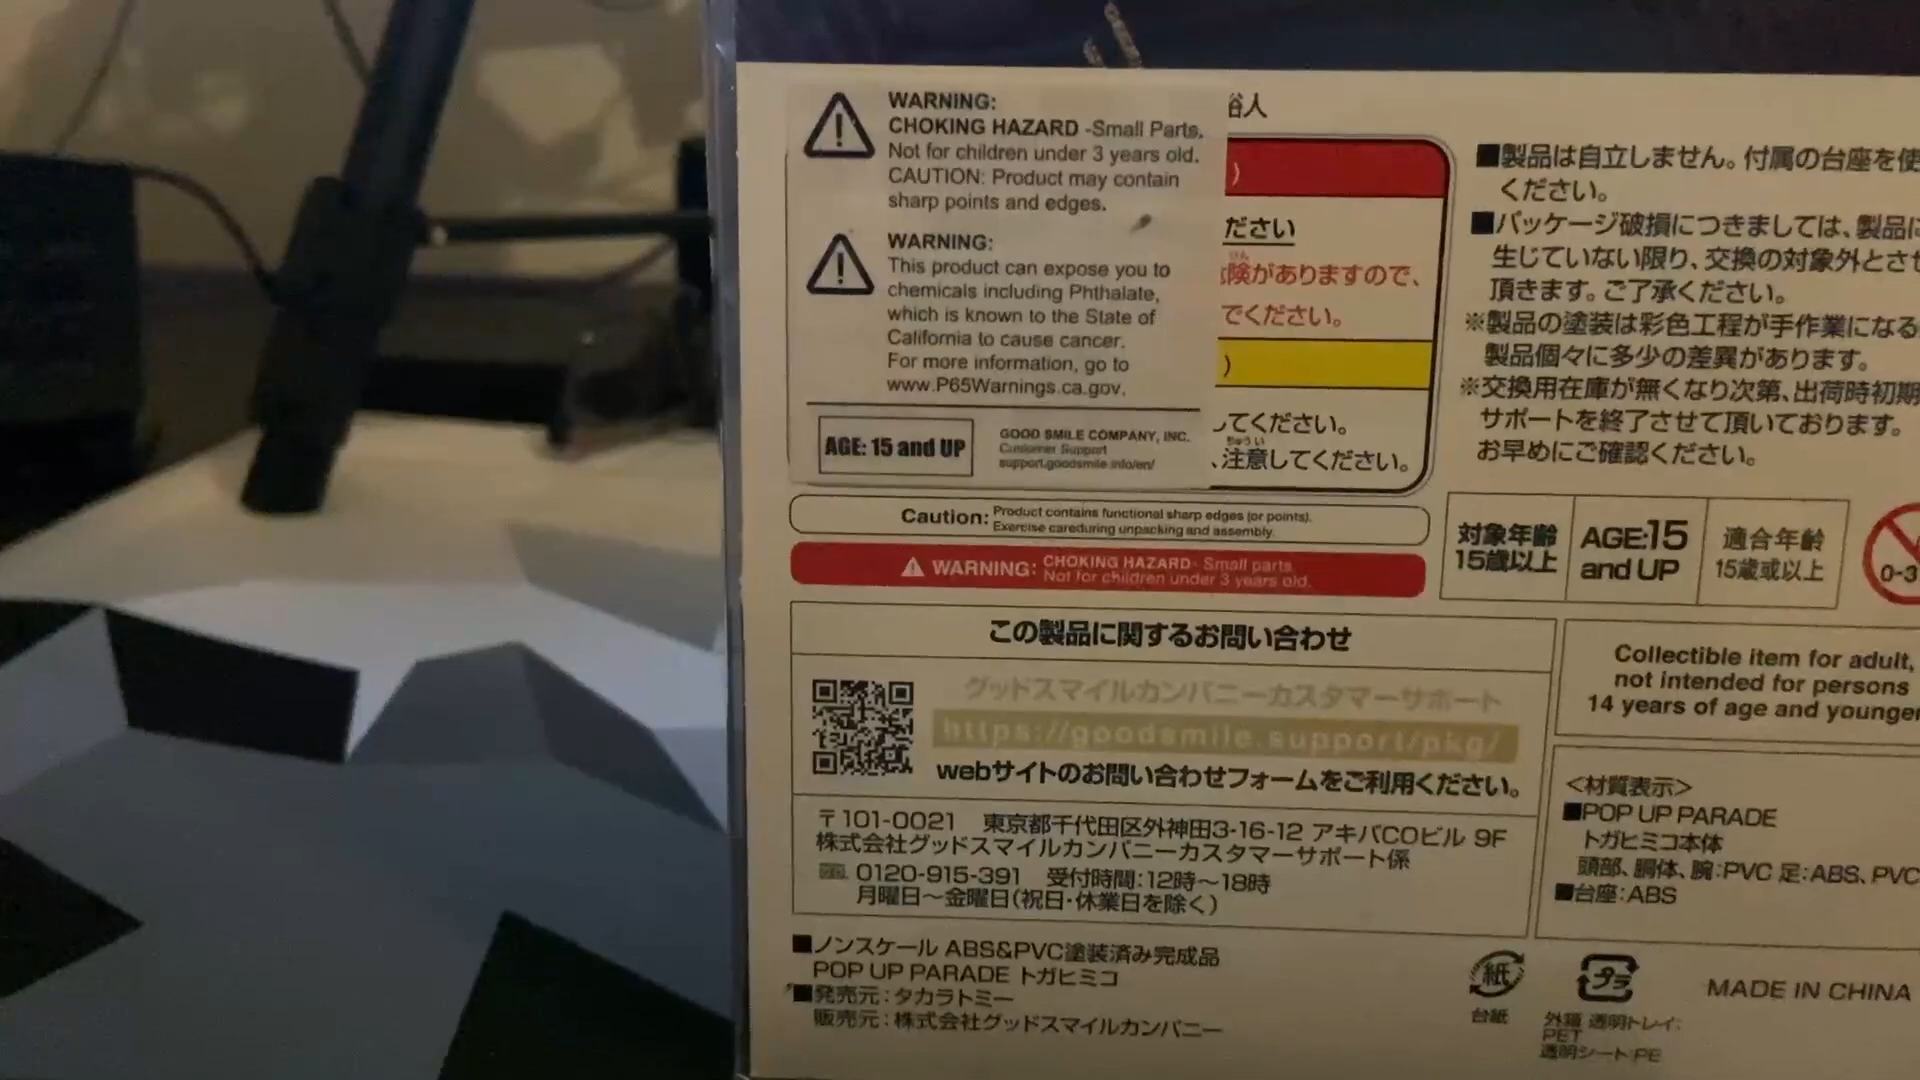 WARNING:
CHOKING HAZARD -Small Parts.
Not for children under 3 years old.
CAUTION: Product may contain
sharp points and edges.
WARNING:
This product can expose you to
chemicals including Phthalate,
which is known to the State of
California to cause cancer.
For more information, go to
www.P65Warnings.ca.gov.
AGE: 15 and UP
GOOD SMILE COMPANY, INC.
Customer Support
support.goodsmile.info/en/
人
)
ださい
険がありますので、
でください。
)
してください。
、注意してください。
Caution: Product contains functional sharp edges (or points).
Exercise careduring unpacking and assembly.
WARNING: CHOKING HAZARD- Small parts
Not for children under 3 years old.
■製品は自立しません。付属の台座を使
ください。
■パッケージ破損につきましては、製品に
生じていない限り、交換の対象外とさせ
頂きます。ご了承ください。
※製品の塗装は彩色工程が手作業になる
製品個々に多少の差異があります。
※交換用在庫が無くなり次第、出荷時初期
サポートを終了させて頂いております。
お早めにご確認ください。
対象年齢
15歳以上
AGE:15
and UP
適合年齢
15歳或以上
0-3
この製品に関するお問い合わせ
グッドスマイルカンパニーカスタマーサポート
https://goodsmile.support/pkg/
webサイトのお問い合わせフォームをご利用ください。
〒101-0021 東京都千代田区外神田3-16-12 アキバCOビル 9F
株式会社グッドスマイルカンパニーカスタマーサポート係
0120-915-391 受付時間:12時～18時
月曜日～金曜日(祝日・休業日を除く)
Collectible item for adult,
not intended for persons
14 years of age and younger
<材質表示>
■POP UP PARADE
トガヒミコ本体
頭部、胴体、腕:PVC 足:ABS、PVC
■台座:ABS
■ノンスケール ABS&PVC塗装済み完成品
POP UP PARADE トガヒミコ
■発売元:タカラトミー
販売元:株式会社グッドスマイルカンパニー
紙
台紙
プラ
外箱 透明トレイ:
PET
透明シート:PE
MADE IN CHINA